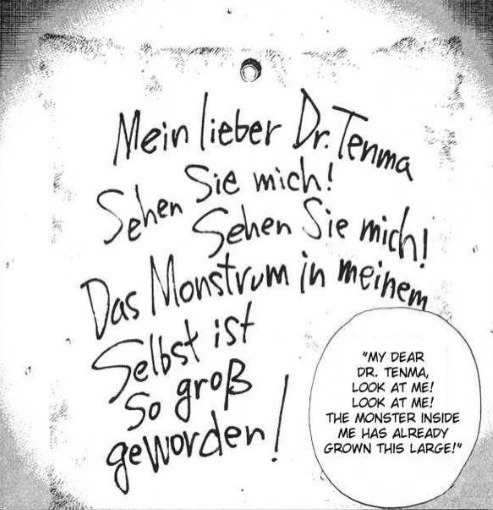 Mein lieber Dr. Tenma
Sehen Sie mich!
Sehen Sie mich!
Das Monstrum in meinem
Selbst ist
So groß
geworden!
"MY DEAR
DR. TENMA,
LOOK AT ME!
LOOK AT ME!
THE MONSTER INSIDE
ME HAS ALREADY
GROWN THIS LARGE!"